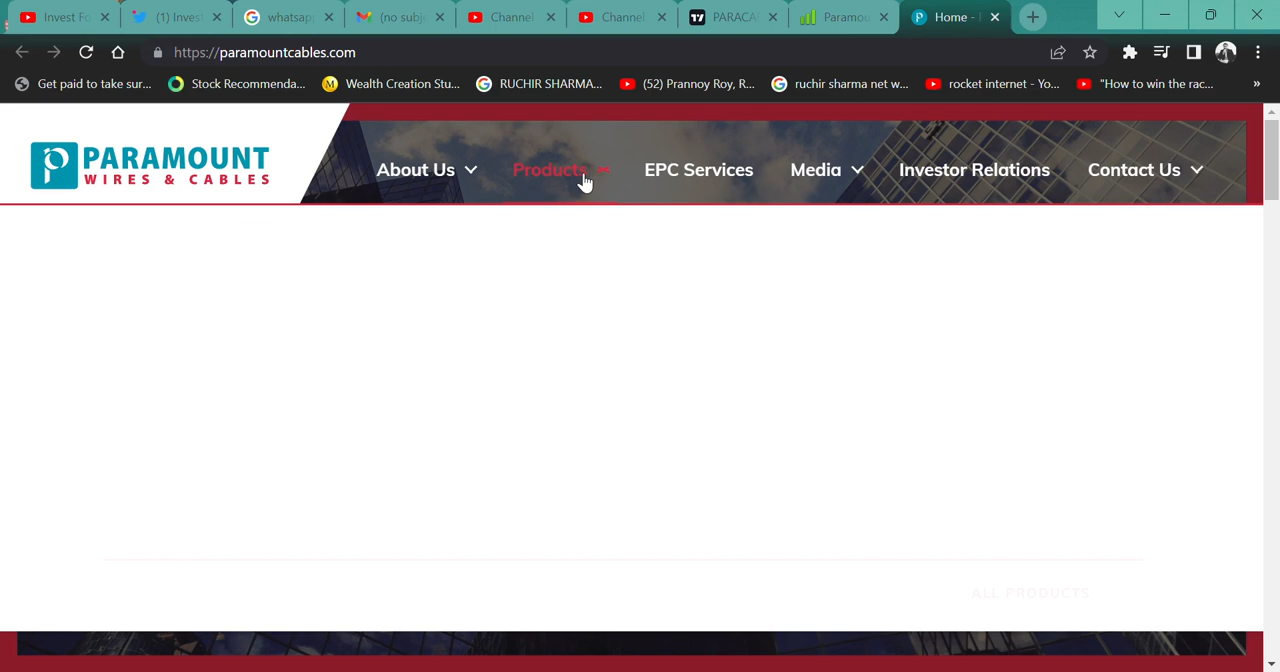 Invest Fo
(1) Invest
whatsap
(no subj
Channel
Channel
PARACA
Paramou
Home -
https://paramountcables.com
Get paid to take sur...
Stock Recommenda...
Wealth Creation Stu...
RUCHIR SHARMA...
(52) Prannoy Roy, R...
ruchir sharma net w...
rocket internet - Yo...
"How to win the rac...
»
PARAMOUNT
WIRES & CABLES
About Us
Products
EPC Services
Media
Investor Relations
Contact Us
ALL PRODUCTS